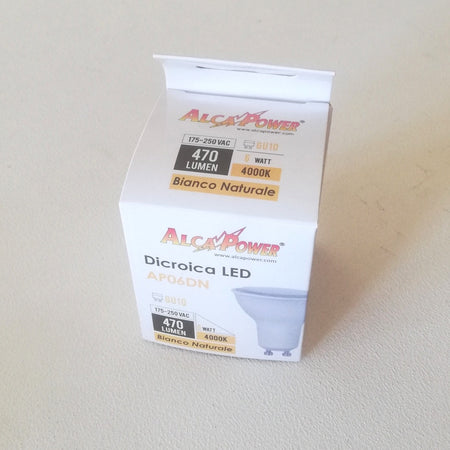 ALCAPOWER®
www.alcapower.com
175-250 VAC GU10
470 LUMEN 6 WATT
4000K
Bianco Naturale
ALCAPOWER®
www.alcapower.com
Dicroica LED
AP06DN
GU10
175-250 VAC
470 LUMEN WATT
4000K
Bianco Naturale